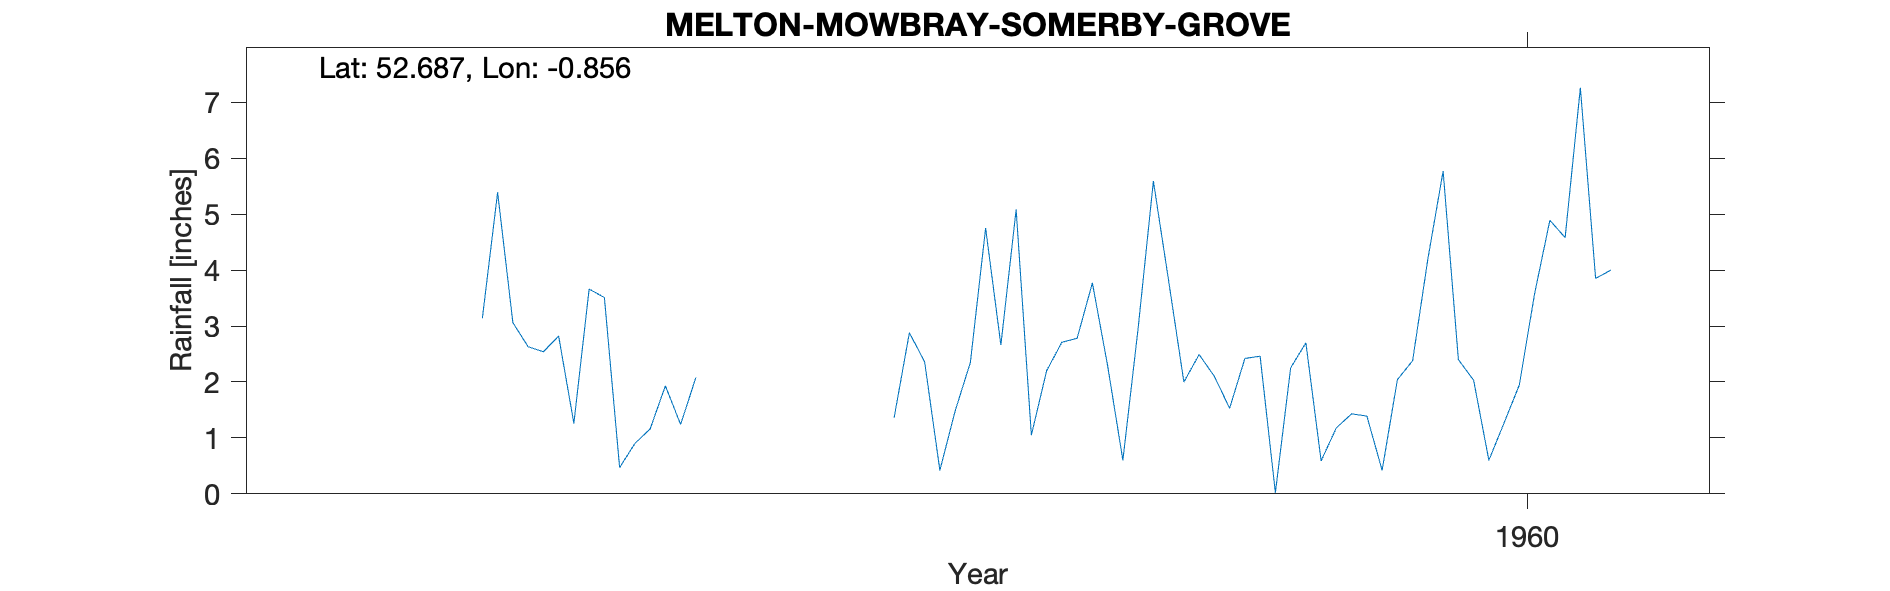 MELTON-MOWBRAY-SOMERBY-GROVE
Lat: 52.687, Lon: -0.856
7
6
5
4
3
2
1
0
Rainfall [inches]
1960
Year